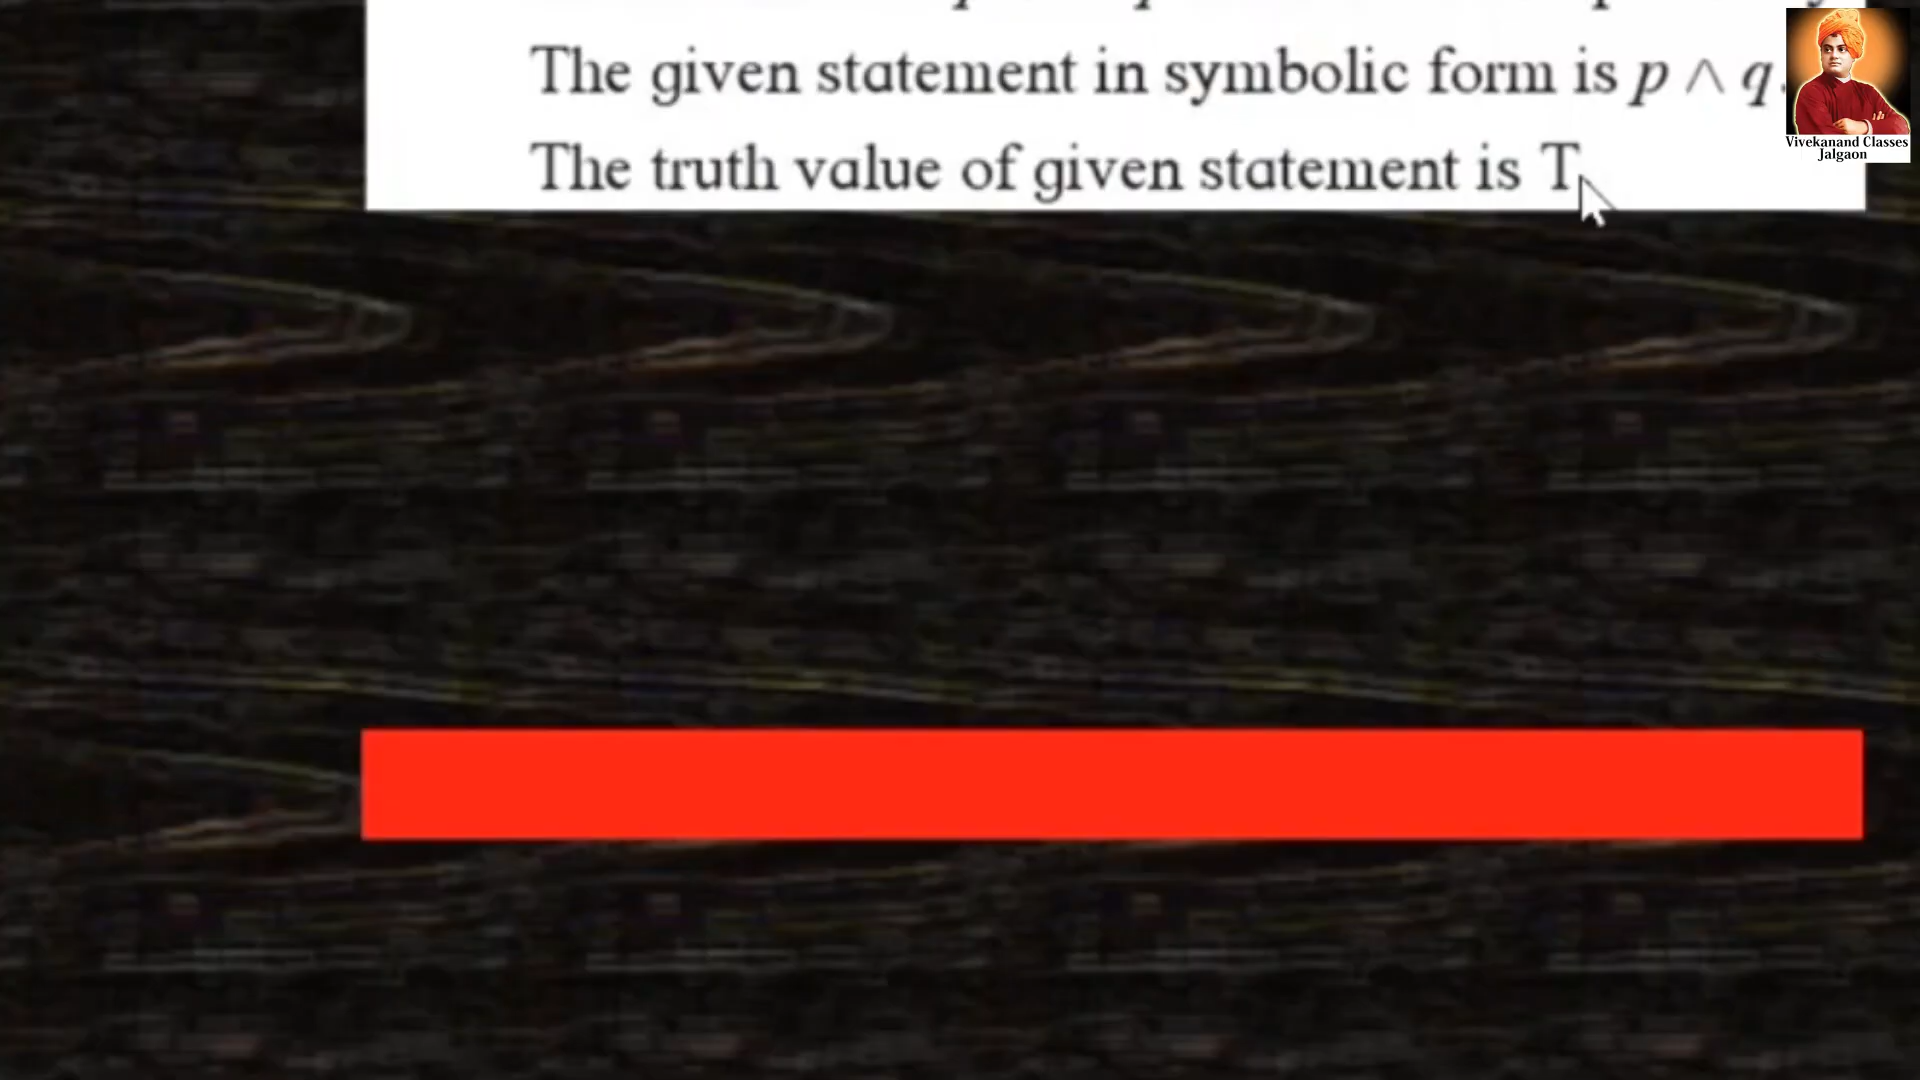 The given statement in symbolic form is p ∧ q.
The truth value of given statement is T
Vivekanand Classes
Jalgaon